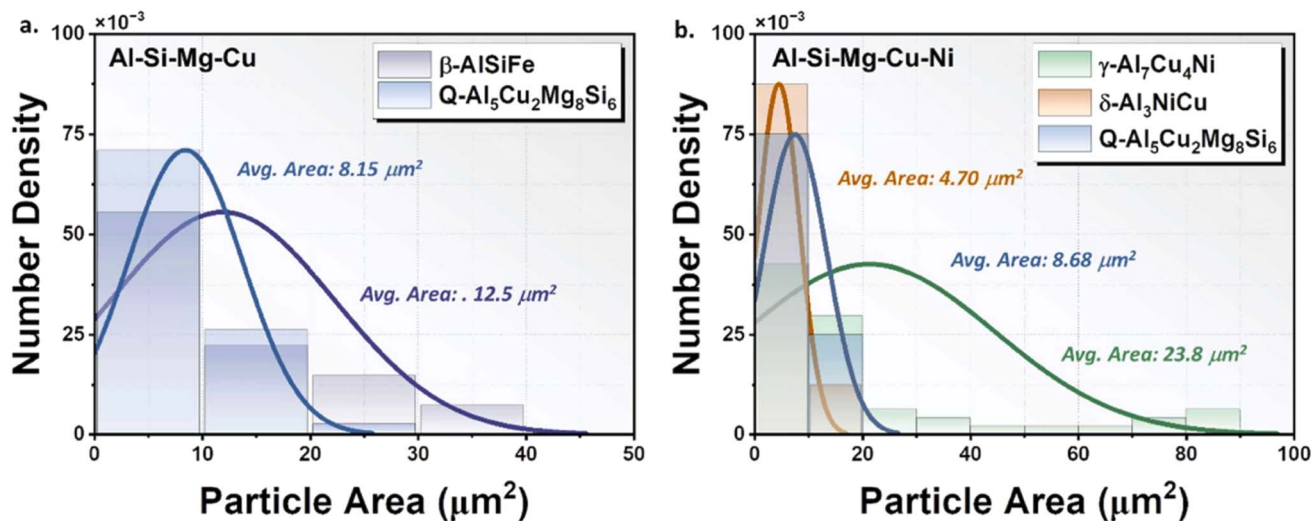 a.
×10⁻³
100
75
50
25
0
Number Density
Al-Si-Mg-Cu
β-AlSiFe
Q-Al₅Cu₂Mg₈Si₆
Avg. Area: 8.15 μm²
Avg. Area: . 12.5 μm²
0 10 20 30 40 50
Particle Area (μm²)
b.
×10⁻³
100
75
50
25
0
Number Density
Al-Si-Mg-Cu-Ni
γ-Al₇Cu₄Ni
δ-Al₃NiCu
Q-Al₅Cu₂Mg₈Si₆
Avg. Area: 4.70 μm²
Avg. Area: 8.68 μm²
Avg. Area: 23.8 μm²
0 20 40 60 80 100
Particle Area (μm²)